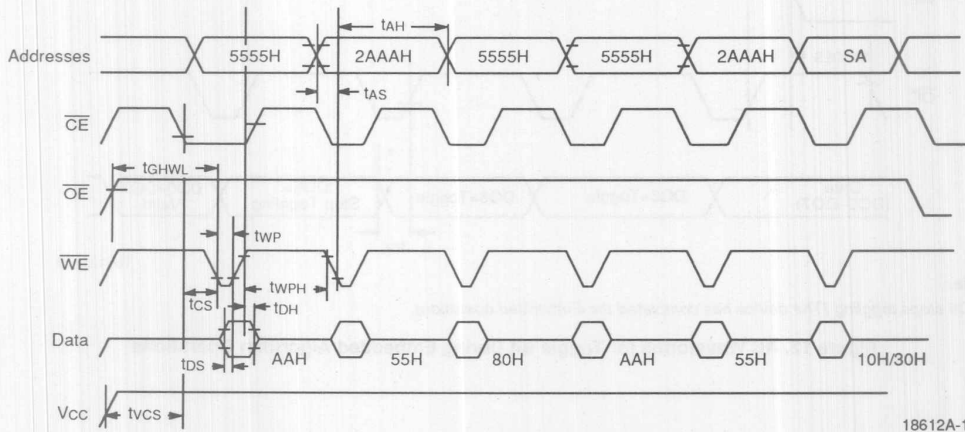 tAH
Addresses 5555H 2AAAH 5555H 5555H 2AAAH SA
tAS
CE
tGHWL
OE
tWP
WE
tCS tWPH
tDH
Data AAH 55H 80H AAH 55H 10H/30H
tDS
VCC tVCS
18612A-1